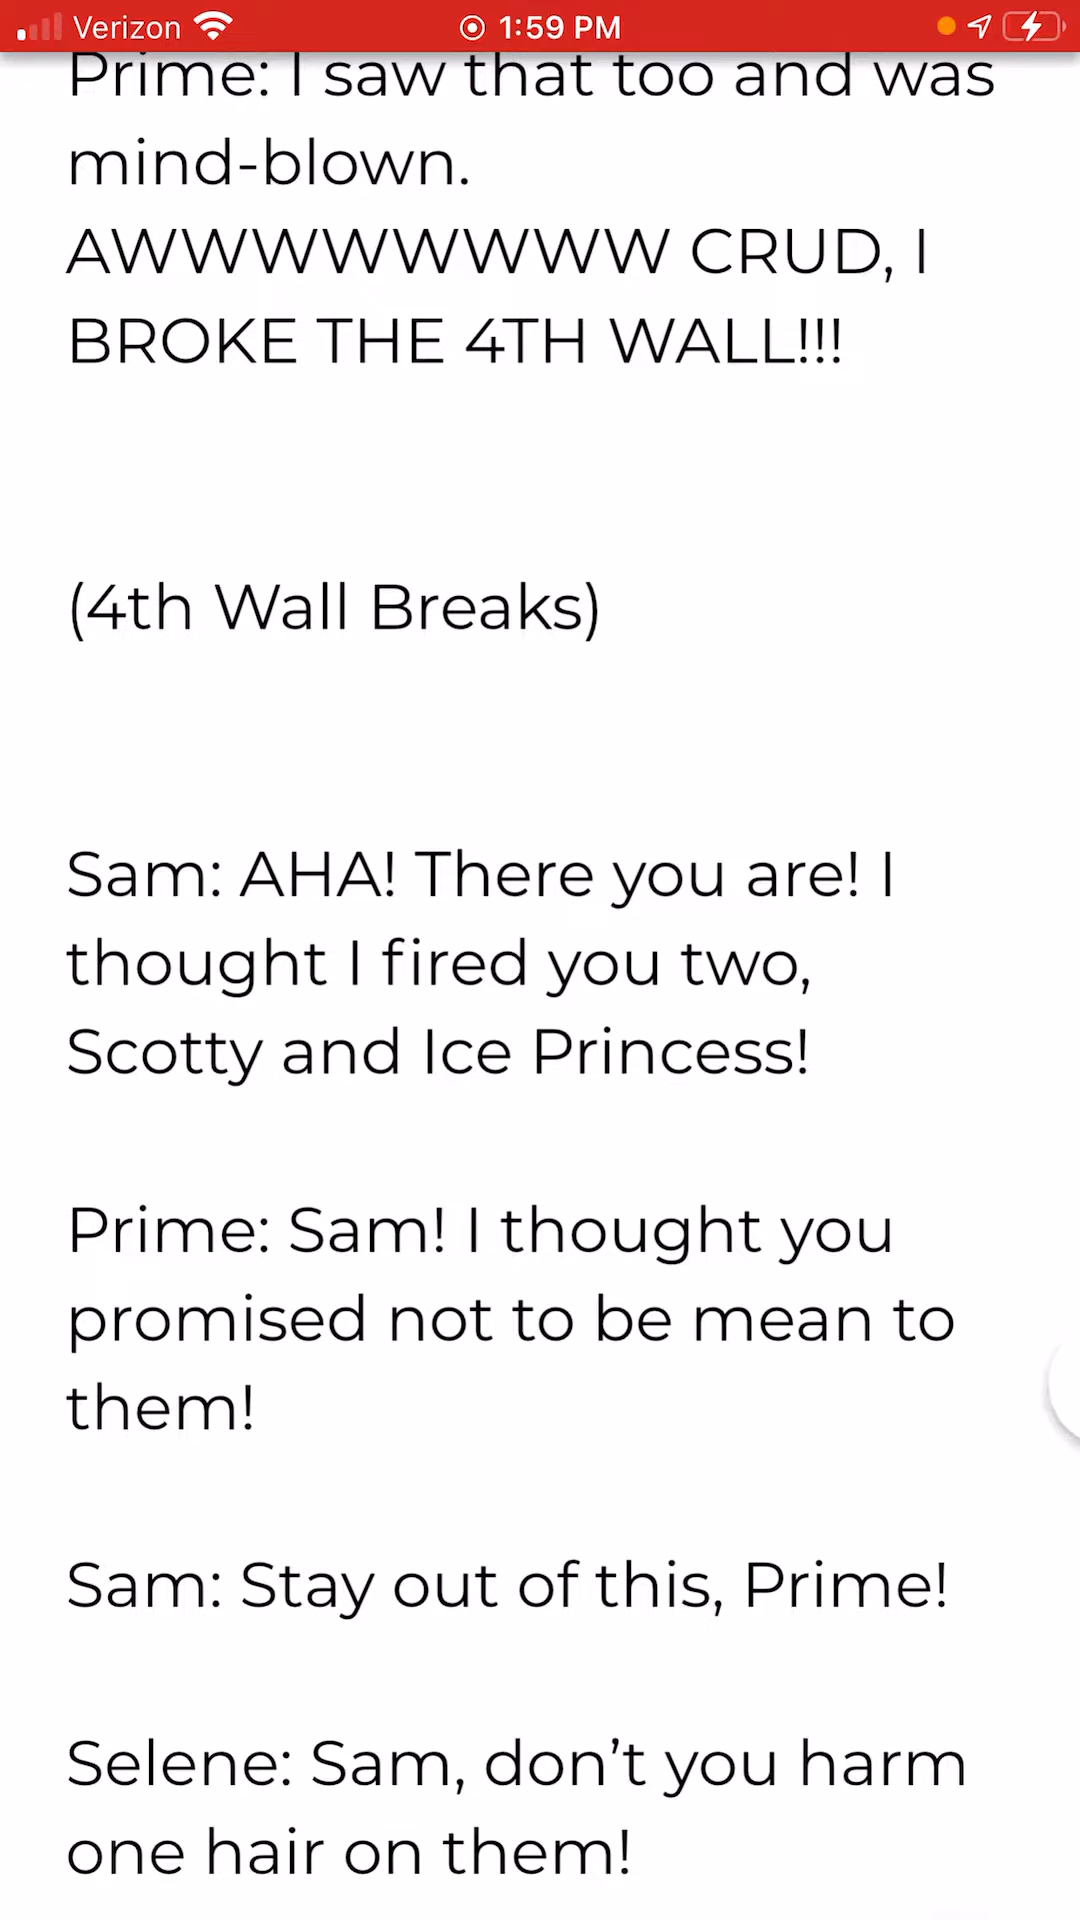 Verizon 1:59 PM
Prime: I saw that too and was
mind-blown.
AWWWWWWWW CRUD, I
BROKE THE 4TH WALL!!!
(4th Wall Breaks)
Sam: AHA! There you are! I
thought I fired you two,
Scotty and Ice Princess!
Prime: Sam! I thought you
promised not to be mean to
them!
Sam: Stay out of this, Prime!
Selene: Sam, don’t you harm
one hair on them!